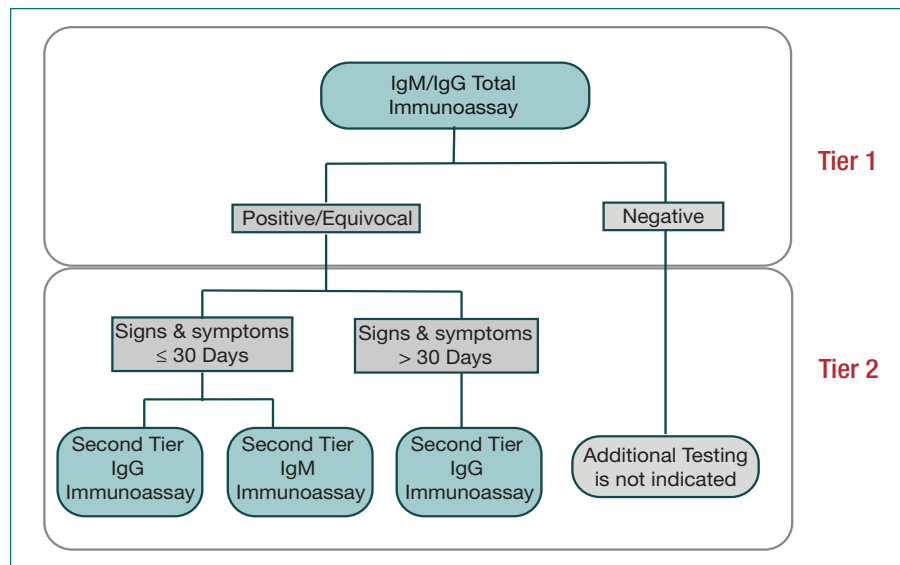 IgM/IgG Total
Immunoassay
Tier 1
Positive/Equivocal
Negative
Signs & symptoms
≤ 30 Days
Signs & symptoms
> 30 Days
Tier 2
Second Tier
IgG
Immunoassay
Second Tier
IgM
Immunoassay
Second Tier
IgG
Immunoassay
Additional Testing
is not indicated